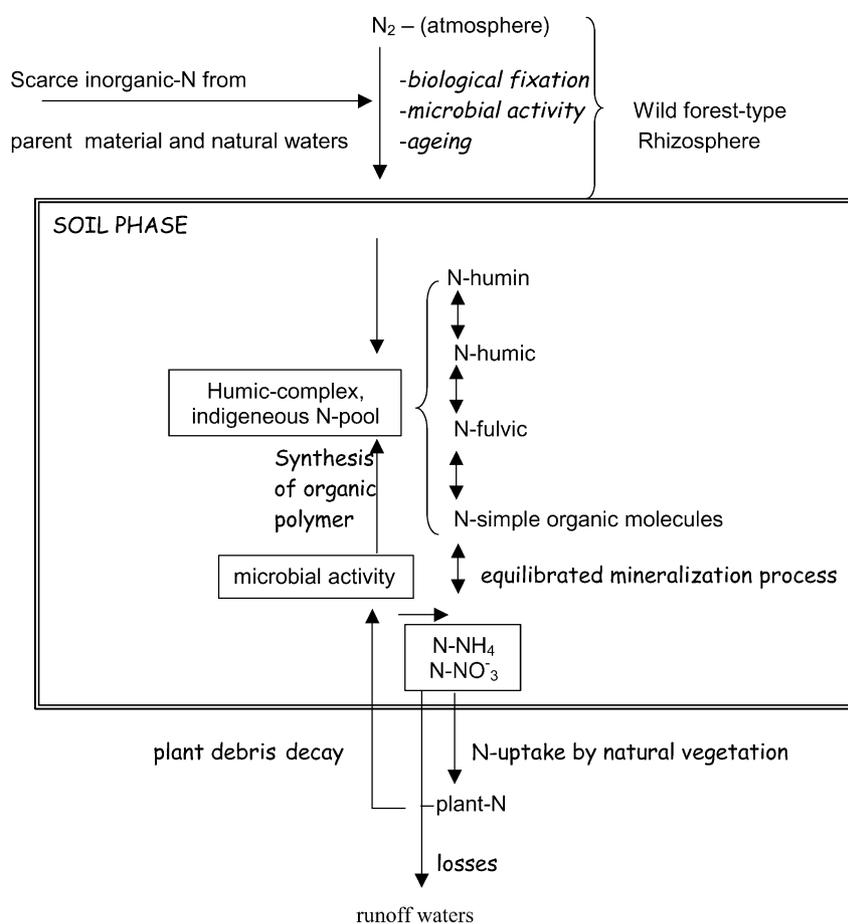 N₂ – (atmosphere)
Scarce inorganic-N from
parent material and natural waters
-biological fixation
-microbial activity
-ageing
Wild forest-type
Rhizosphere
SOIL PHASE
N-humin
N-humic
Humic-complex,
indigeneous N-pool
N-fulvic
Synthesis
of organic
polymer
N-simple organic molecules
microbial activity
equilibrated mineralization process
N-NH₄
N-NO⁻₃
plant debris decay
N-uptake by natural vegetation
plant-N
losses
runoff waters